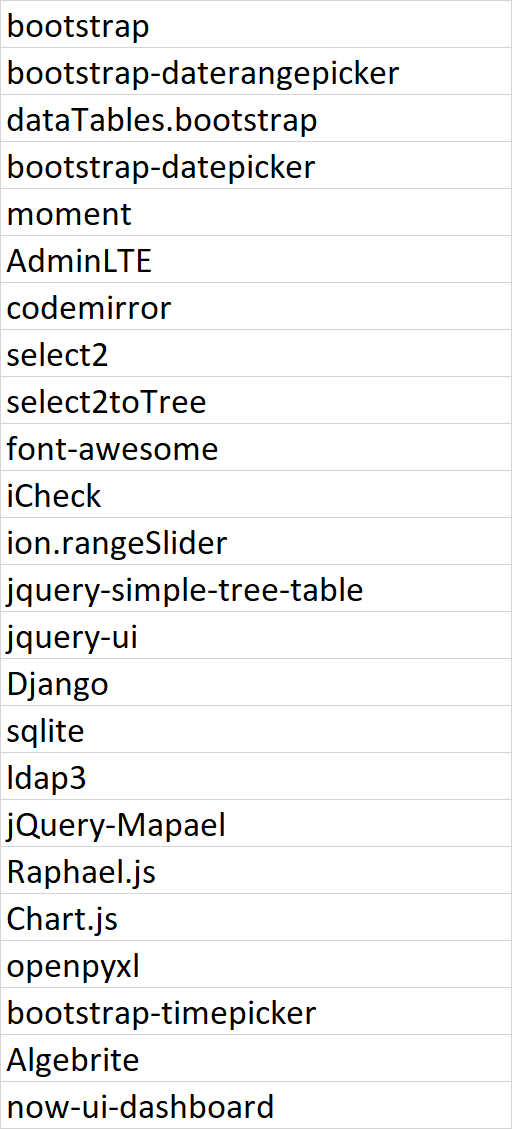 bootstrap
bootstrap-daterangepicker
dataTables.bootstrap
bootstrap-datepicker
moment
AdminLTE
codemirror
select2
select2toTree
font-awesome
iCheck
ion.rangeSlider
jquery-simple-tree-table
jquery-ui
Django
sqlite
ldap3
jQuery-Mapael
Raphael.js
Chart.js
openpyxl
bootstrap-timepicker
Algebrite
now-ui-dashboard